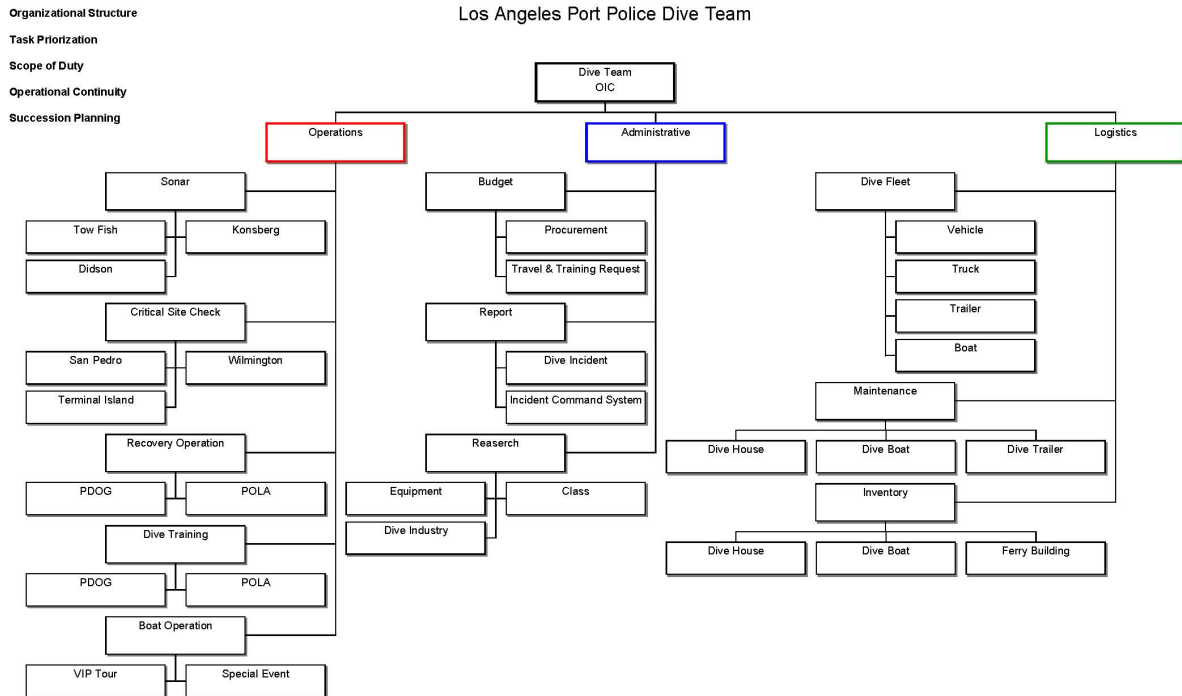 Organizational Structure
Task Priorization
Scope of Duty
Operational Continuity
Succession Planning
Los Angeles Port Police Dive Team
Dive Team
OIC
Operations
Administrative
Logistics
Sonar
Tow Fish
Konsberg
Didson
Critical Site Check
San Pedro
Wilmington
Terminal Island
Recovery Operation
PDOG
POLA
Dive Training
PDOG
POLA
Boat Operation
VIP Tour
Special Event
Budget
Procurement
Travel & Training Request
Report
Dive Incident
Incident Command System
Reaserch
Equipment
Class
Dive Industry
Dive Fleet
Vehicle
Truck
Trailer
Boat
Maintenance
Dive House
Dive Boat
Dive Trailer
Inventory
Dive House
Dive Boat
Ferry Building